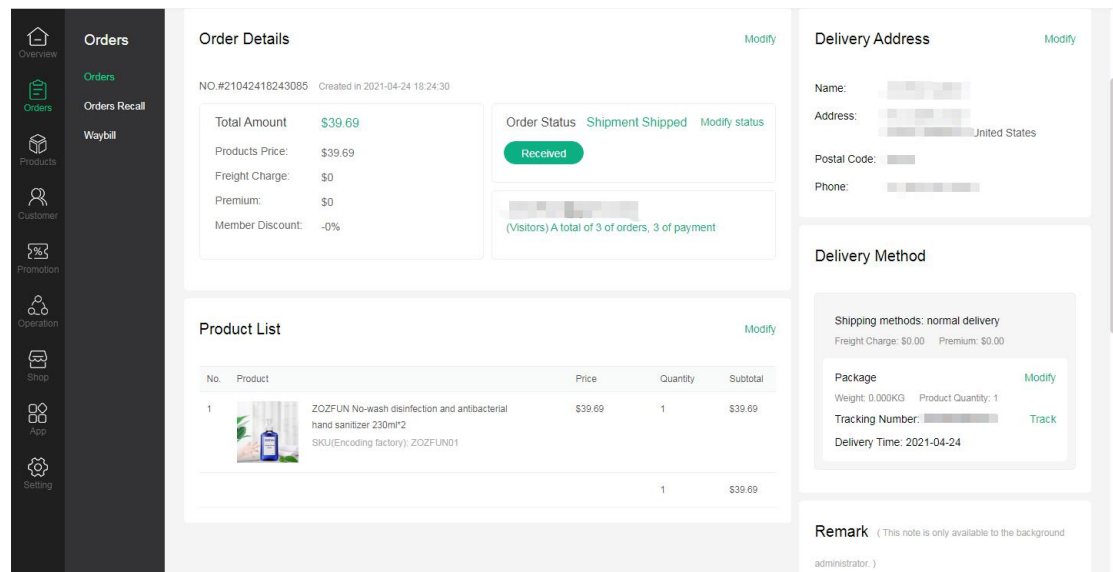 Overview
Orders
Products
Customer
Promotion
Operation
Shop
App
Setting
Orders
Orders
Orders Recall
Waybill
Order Details Modify
NO.#21042418243085 Created in 2021-04-24 18:24:30
Total Amount $39.69
Products Price: $39.69
Freight Charge: $0
Premium: $0
Member Discount: -0%
Order Status Shipment Shipped Modify status
Received
(Visitors) A total of 3 of orders, 3 of payment
Product List Modify
No. Product Price Quantity Subtotal
1 ZOZFUN No-wash disinfection and antibacterial $39.69 1 $39.69
hand sanitizer 230ml*2
SKU(Encoding factory): ZOZFUN01
1 $39.69
Delivery Address Modify
Name:
Address:
United States
Postal Code:
Phone:
Delivery Method
Shipping methods: normal delivery
Freight Charge: $0.00 Premium: $0.00
Package Modify
Weight: 0.000KG Product Quantity: 1
Tracking Number: Track
Delivery Time: 2021-04-24
Remark ( This note is only available to the background
administrator. )